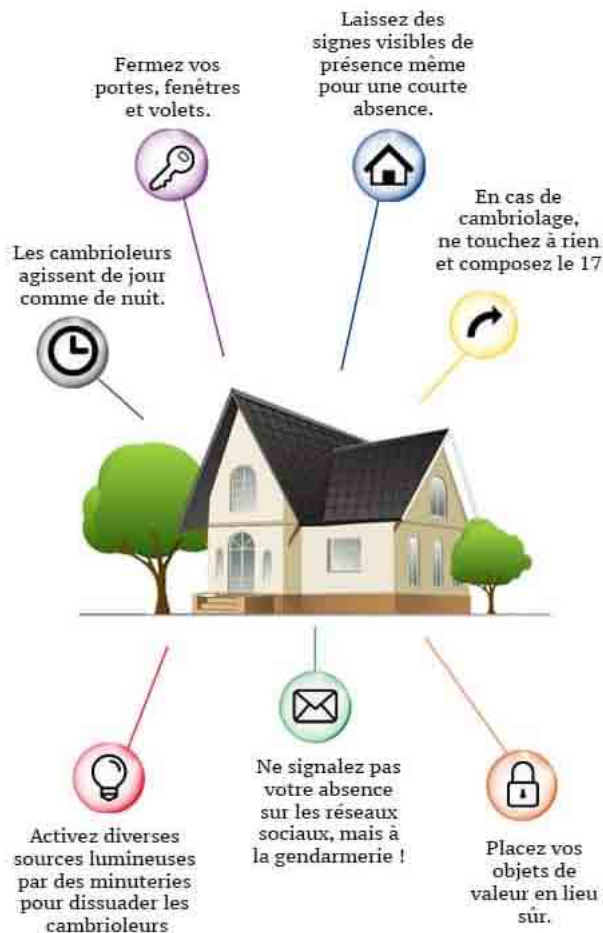 Laissez des
signes visibles de
présence même
pour une courte
absence.
Fermez vos
portes, fenêtres
et volets.
En cas de
cambriolage,
ne touchez à rien
et composez le 17
Les cambrioleurs
agissent de jour
comme de nuit.
Ne signalez pas
votre absence
sur les réseaux
sociaux, mais à
la gendarmerie !
Activez diverses
sources lumineuses
par des minuteries
pour dissuader les
cambrioleurs
Placez vos
objets de
valeur en lieu
sûr.